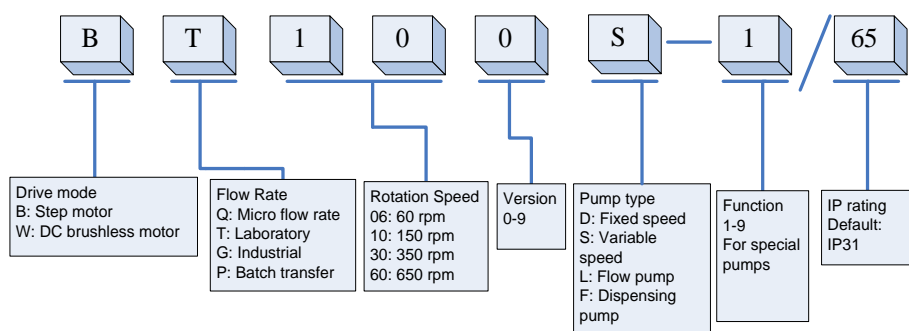 B T 1 0 0 S 1 65
Drive mode
B: Step motor
W: DC brushless motor
Flow Rate
Q: Micro flow rate
T: Laboratory
G: Industrial
P: Batch transfer
Rotation Speed
06: 60 rpm
10: 150 rpm
30: 350 rpm
60: 650 rpm
Version
0-9
Pump type
D: Fixed speed
S: Variable
speed
L: Flow pump
F: Dispensing
pump
Function
1-9
For special
pumps
IP rating
Default:
IP31